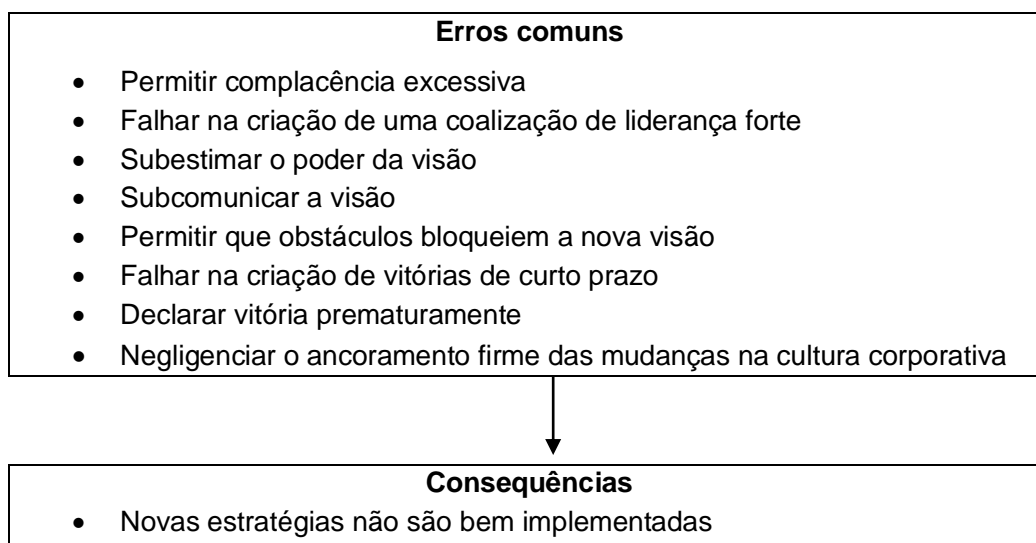 Erros comuns
• Permitir complacência excessiva
• Falhar na criação de uma coalização de liderança forte
• Subestimar o poder da visão
• Subcomunicar a visão
• Permitir que obstáculos bloqueiem a nova visão
• Falhar na criação de vitórias de curto prazo
• Declarar vitória prematuramente
• Negligenciar o ancoramento firme das mudanças na cultura corporativa
Consequências
• Novas estratégias não são bem implementadas